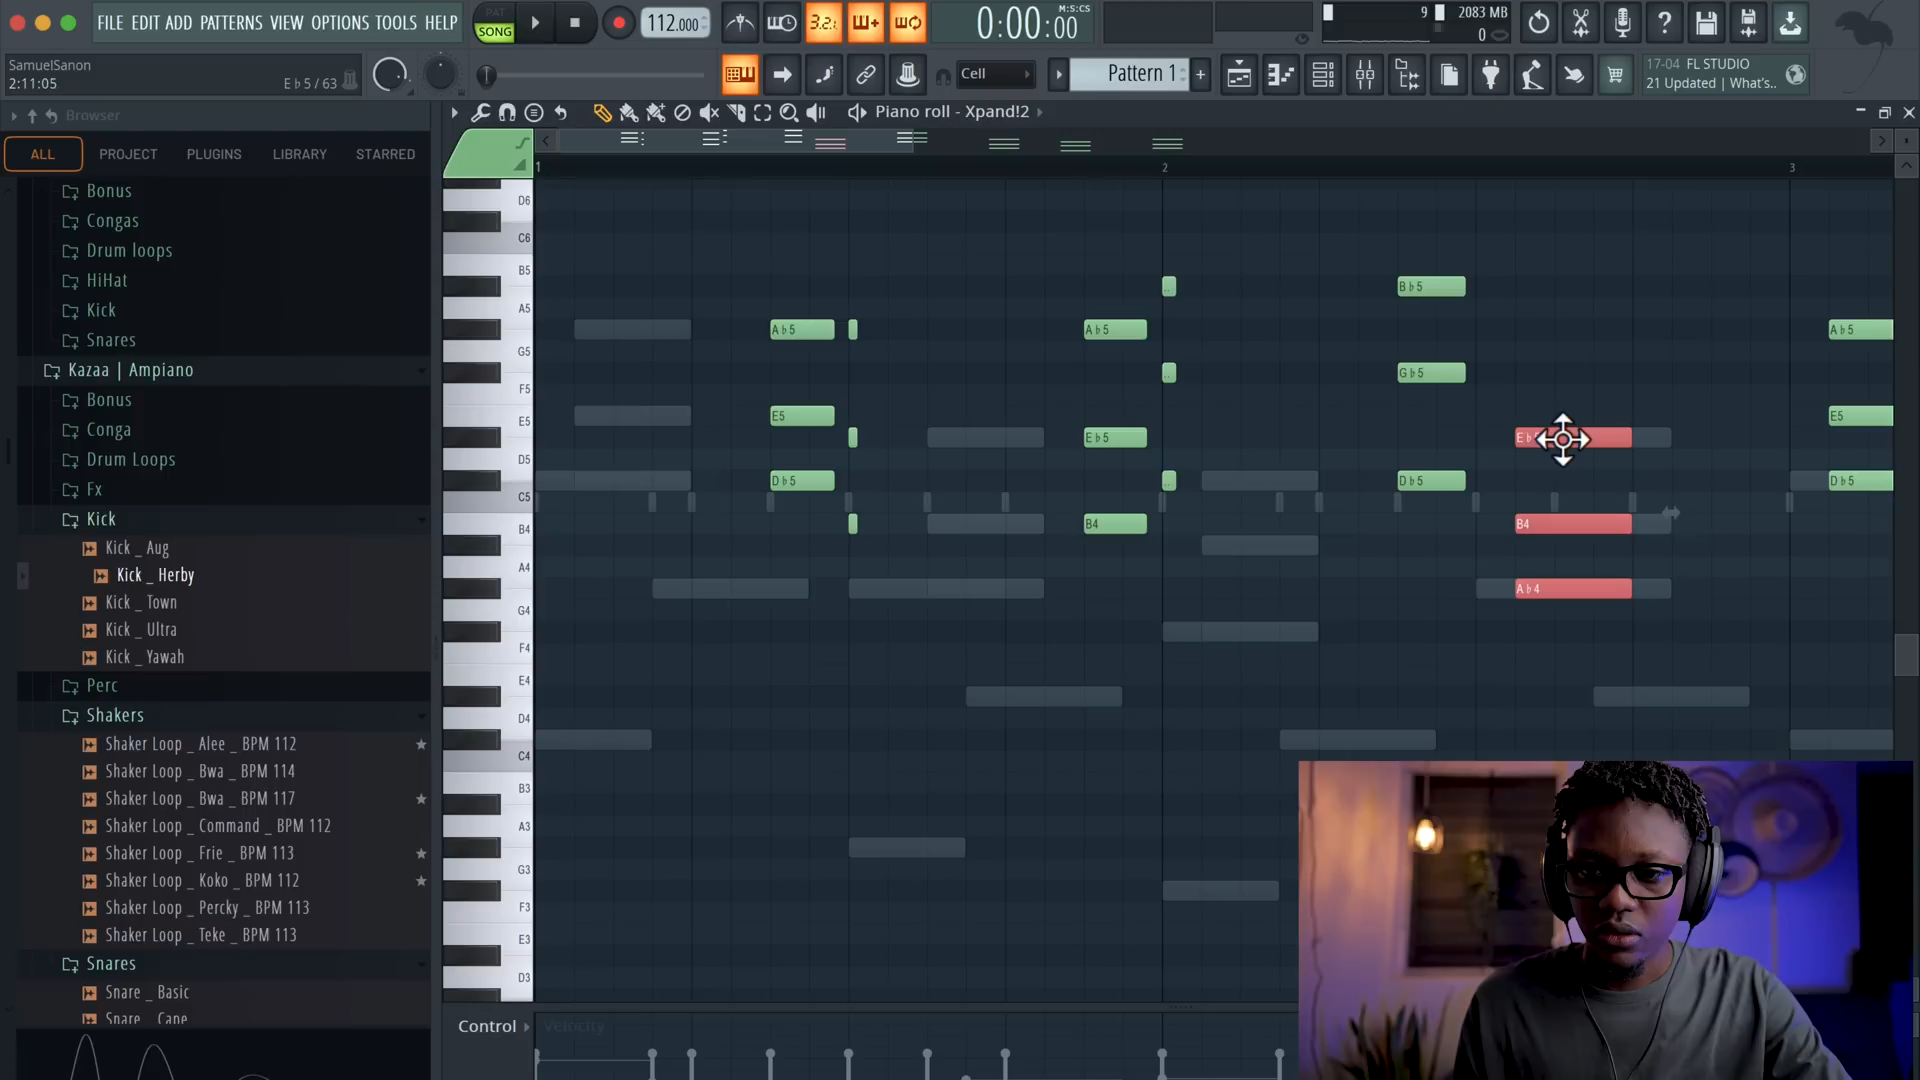 FILE EDIT ADD PATTERNS VIEW OPTIONS TOOLS HELP
PAT
SONG
112.000
3.2.
0:00:00
M:S:CS
9
2083 MB
0
SamuelSanon
2:11:05
E♭5 / 63
Cell
Pattern 1
+
17-04 FL STUDIO
21 Updated | What's..
Browser
Piano roll - Xpand!2
ALL
PROJECT
PLUGINS
LIBRARY
STARRED
1
2
3
Bonus
Congas
Drum loops
HiHat
Kick
Snares
Kazaa | Ampiano
Bonus
Conga
Drum Loops
Fx
Kick
Kick _ Aug
Kick _ Herby
Kick _ Town
Kick _ Ultra
Kick _ Yawah
Perc
Shakers
Shaker Loop _ Alee _ BPM 112
Shaker Loop _ Bwa _ BPM 114
Shaker Loop _ Bwa _ BPM 117
Shaker Loop _ Command _ BPM 112
Shaker Loop _ Frie _ BPM 113
Shaker Loop _ Koko _ BPM 112
Shaker Loop _ Percky _ BPM 113
Shaker Loop _ Teke _ BPM 113
Snares
Snare _ Basic
Snare _ Cane
D6
C6
B5
A5
G5
F5
E5
D5
C5
B4
A4
G4
F4
E4
D4
C4
B3
A3
G3
F3
E3
D3
B♭5
A♭5
A♭5
A♭5
G♭5
E5
E5
E♭5
D♭5
D♭5
D♭5
B4
B4
A♭4
Control
Velocity